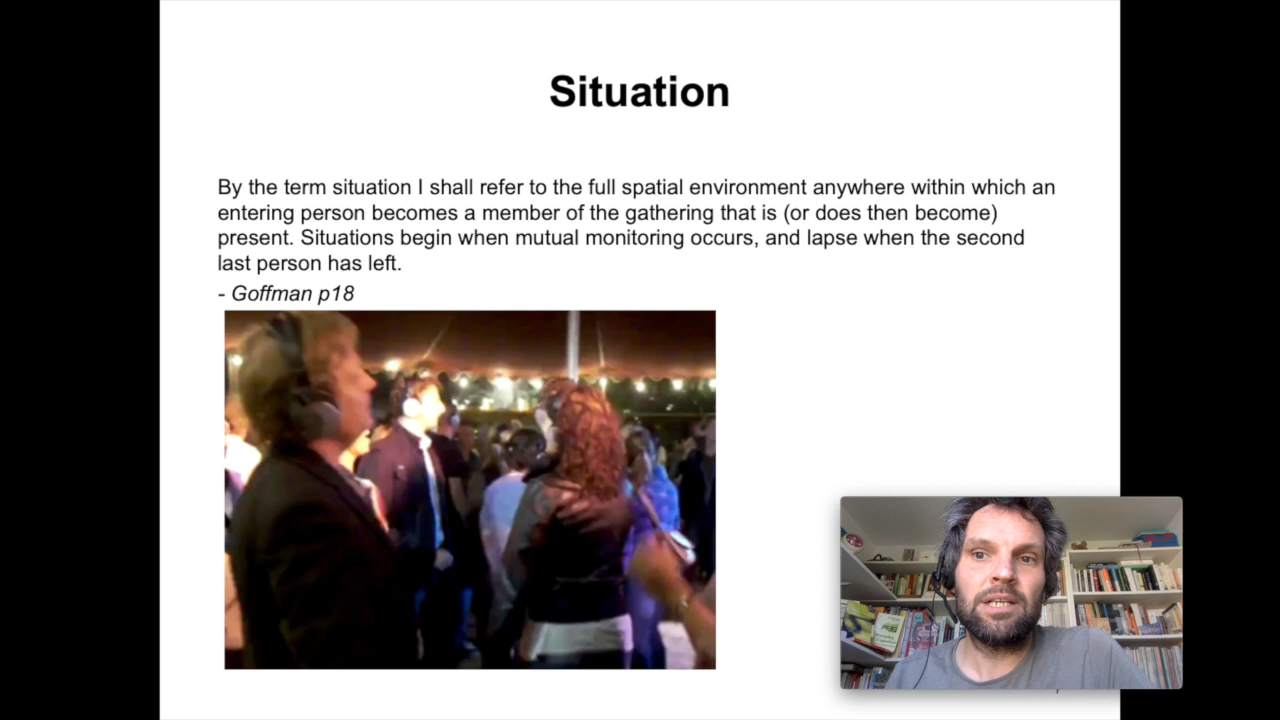 Situation
By the term situation I shall refer to the full spatial environment anywhere within which an
entering person becomes a member of the gathering that is (or does then become)
present. Situations begin when mutual monitoring occurs, and lapse when the second
last person has left.
- Goffman p18